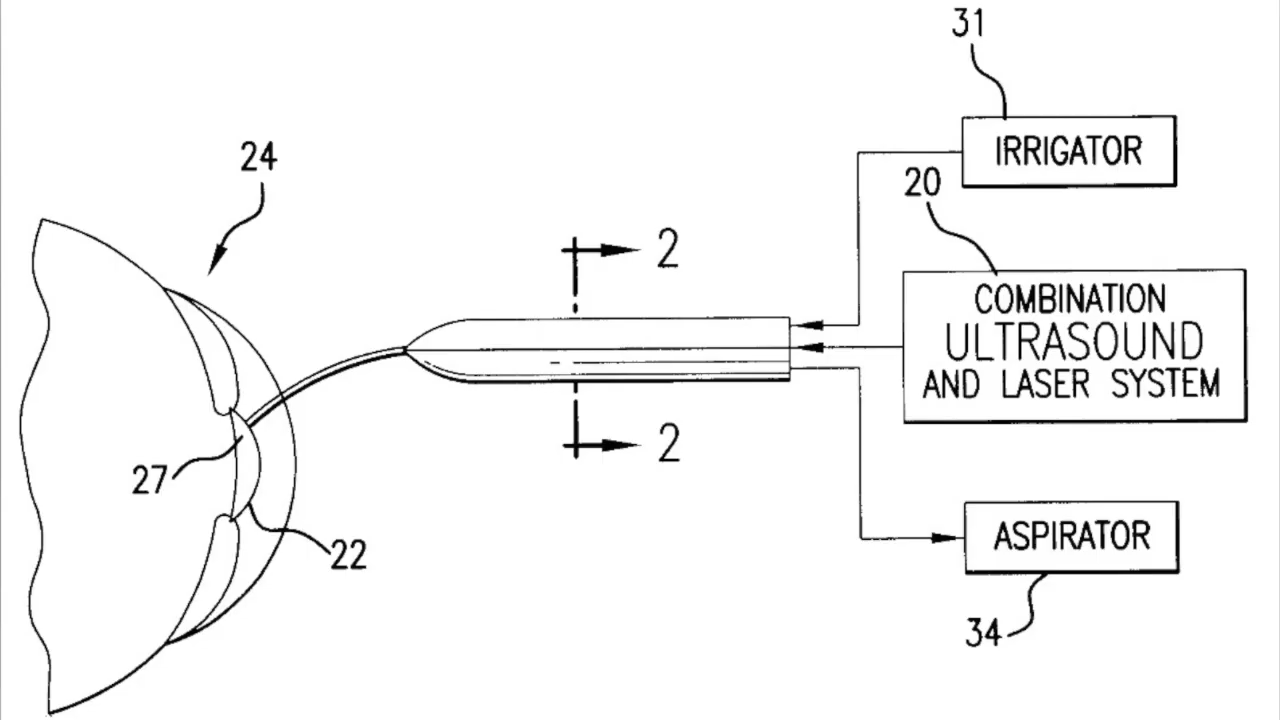 31
IRRIGATOR
24
20
2
COMBINATION
ULTRASOUND
AND LASER SYSTEM
2
27
22
ASPIRATOR
34